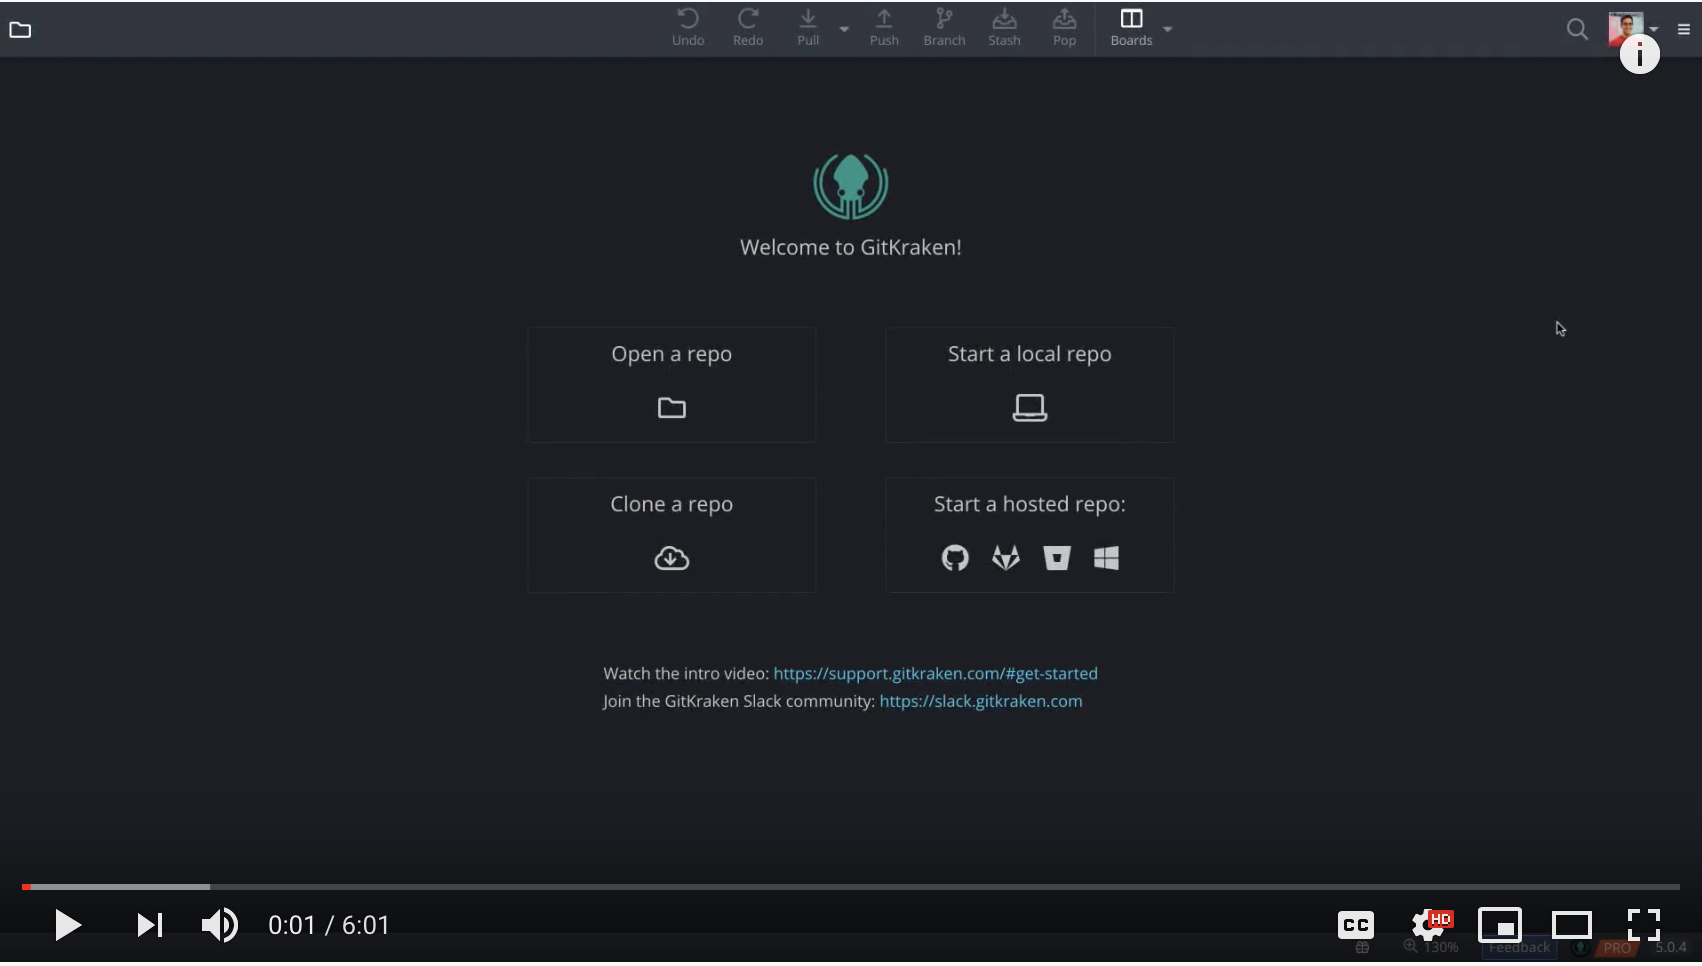 Undo Redo Pull Push Branch Stash Pop Boards
Welcome to GitKraken!
Open a repo
Start a local repo
Clone a repo
Start a hosted repo:
Watch the intro video: https://support.gitkraken.com/#get-started
Join the GitKraken Slack community: https://slack.gitkraken.com
0:01 / 6:01
CC HD
130% Feedback PRO 5.0.4